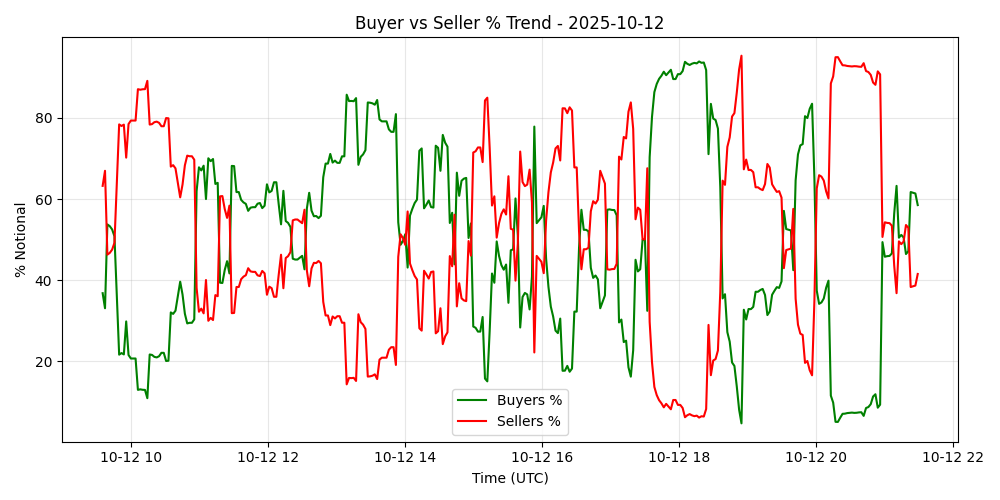 Buyer vs Seller % Trend - 2025-10-12
% Notional
80
60
40
20
Buyers %
Sellers %
10-12 10
10-12 12
10-12 14
10-12 16
10-12 18
10-12 20
10-12 22
Time (UTC)